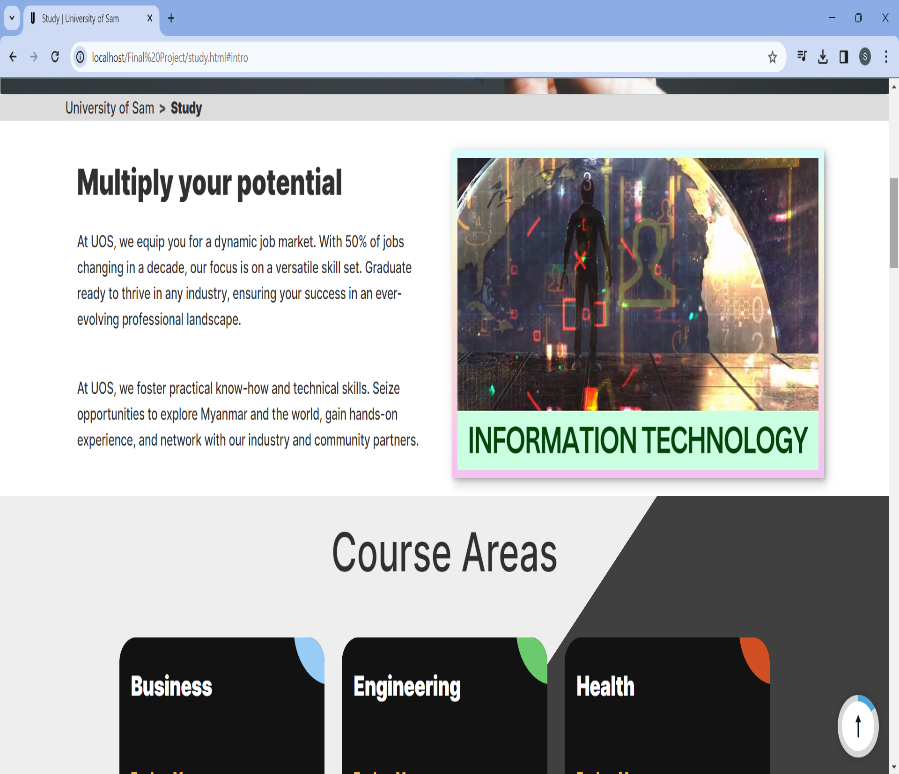 Study | University of Sam
localhost/Final%20Project/study.html#intro
S
University of Sam > Study
Multiply your potential
At UOS, we equip you for a dynamic job market. With 50% of jobs
changing in a decade, our focus is on a versatile skill set. Graduate
ready to thrive in any industry, ensuring your success in an ever-
evolving professional landscape.
At UOS, we foster practical know-how and technical skills. Seize
opportunities to explore Myanmar and the world, gain hands-on
experience, and network with our industry and community partners.
INFORMATION TECHNOLOGY
Course Areas
Business
Engineering
Health